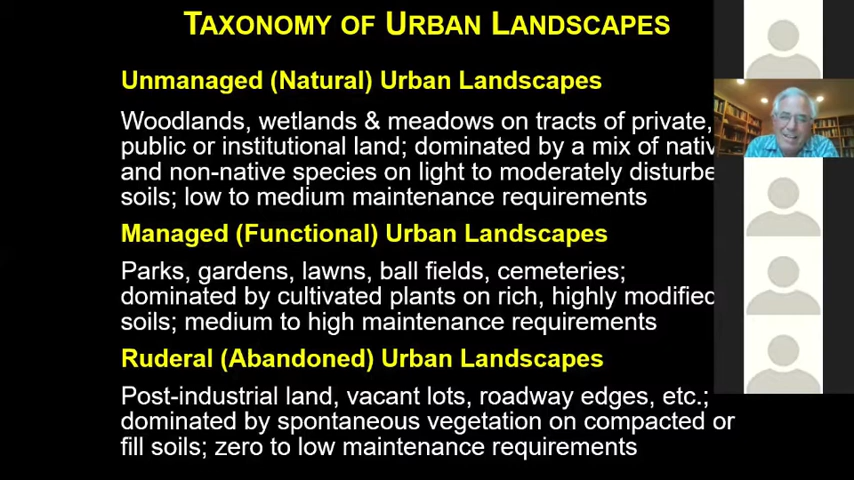 TAXONOMY OF URBAN LANDSCAPES
Unmanaged (Natural) Urban Landscapes
Woodlands, wetlands & meadows on tracts of private,
public or institutional land; dominated by a mix of nativ
and non-native species on light to moderately disturbe
soils; low to medium maintenance requirements
Managed (Functional) Urban Landscapes
Parks, gardens, lawns, ball fields, cemeteries;
dominated by cultivated plants on rich, highly modified
soils; medium to high maintenance requirements
Ruderal (Abandoned) Urban Landscapes
Post-industrial land, vacant lots, roadway edges, etc.;
dominated by spontaneous vegetation on compacted or
fill soils; zero to low maintenance requirements